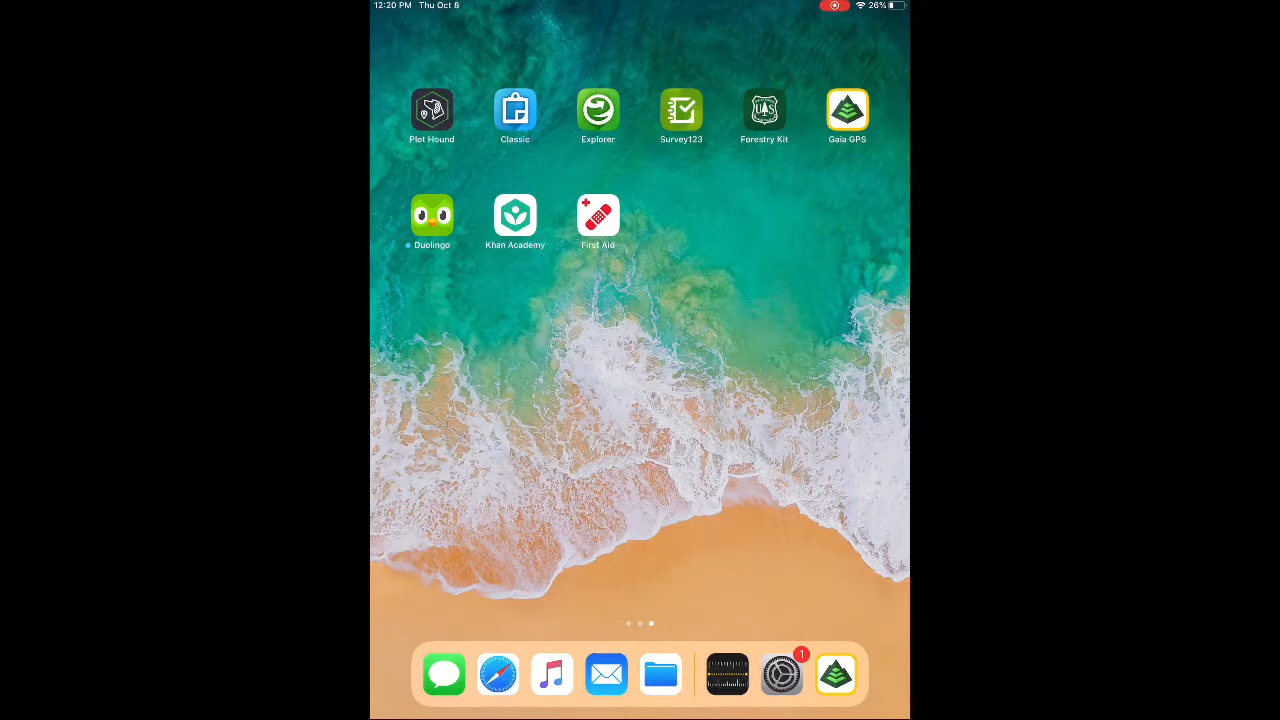 12:20 PM Thu Oct 8 26%
Plot Hound Classic Explorer Survey123 Forestry Kit Gaia GPS
Duolingo Khan Academy First Aid
1